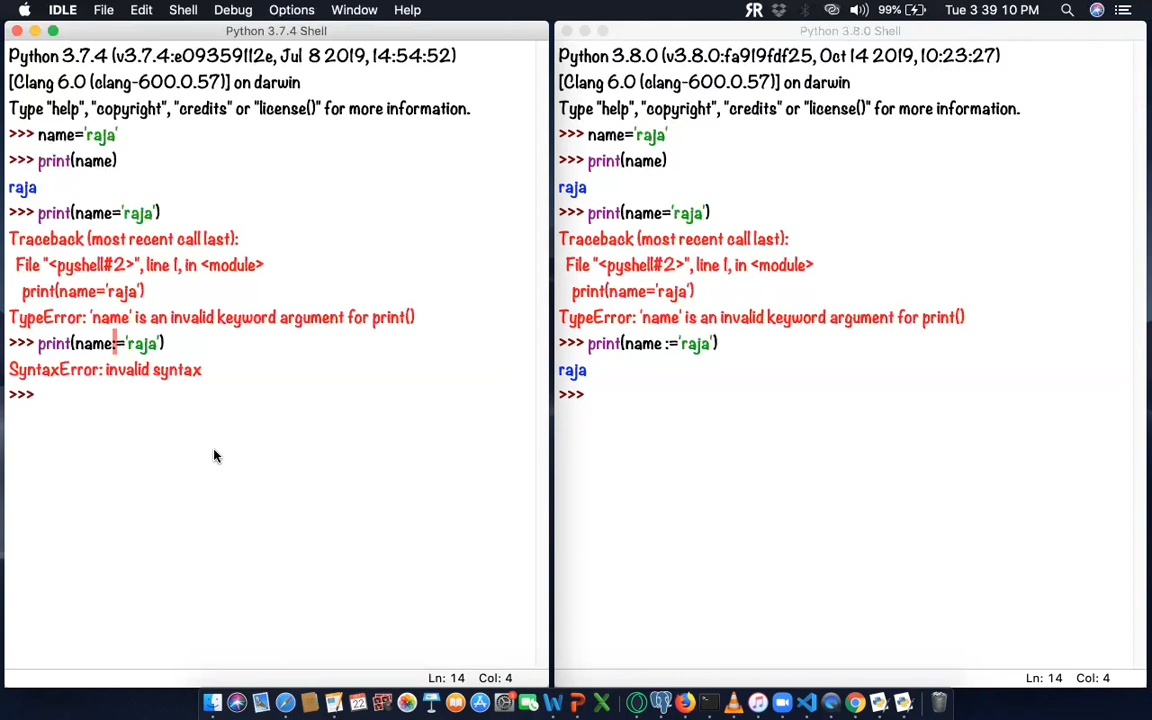 IDLE File Edit Shell Debug Options Window Help 99% Tue 3 39 10 PM
Python 3.7.4 Shell
Python 3.7.4 (v3.7.4:e09359112e, Jul 8 2019, 14:54:52)
[Clang 6.0 (clang-600.0.57)] on darwin
Type "help", "copyright", "credits" or "license()" for more information.
>>> name='raja'
>>> print(name)
raja
>>> print(name='raja')
Traceback (most recent call last):
File "<pyshell#2>", line 1, in <module>
print(name='raja')
TypeError: 'name' is an invalid keyword argument for print()
>>> print(name:='raja')
SyntaxError: invalid syntax
>>>
Ln: 14 Col: 4
Python 3.8.0 Shell
Python 3.8.0 (v3.8.0:fa919fdf25, Oct 14 2019, 10:23:27)
[Clang 6.0 (clang-600.0.57)] on darwin
Type "help", "copyright", "credits" or "license()" for more information.
>>> name='raja'
>>> print(name)
raja
>>> print(name='raja')
Traceback (most recent call last):
File "<pyshell#2>", line 1, in <module>
print(name='raja')
TypeError: 'name' is an invalid keyword argument for print()
>>> print(name :='raja')
raja
>>>
Ln: 14 Col: 4